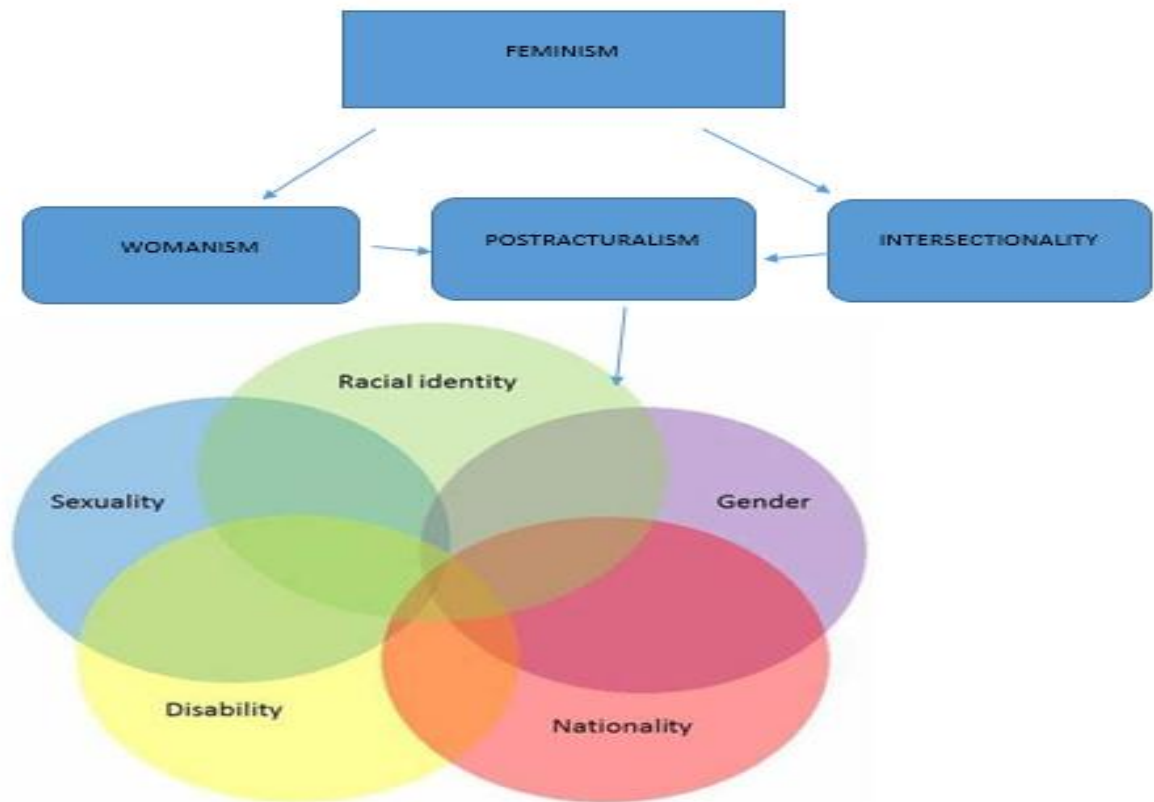 FEMINISM
WOMANISM
POSTRACTURALISM
INTERSECTIONALITY
Racial identity
Sexuality
Gender
Disability
Nationality